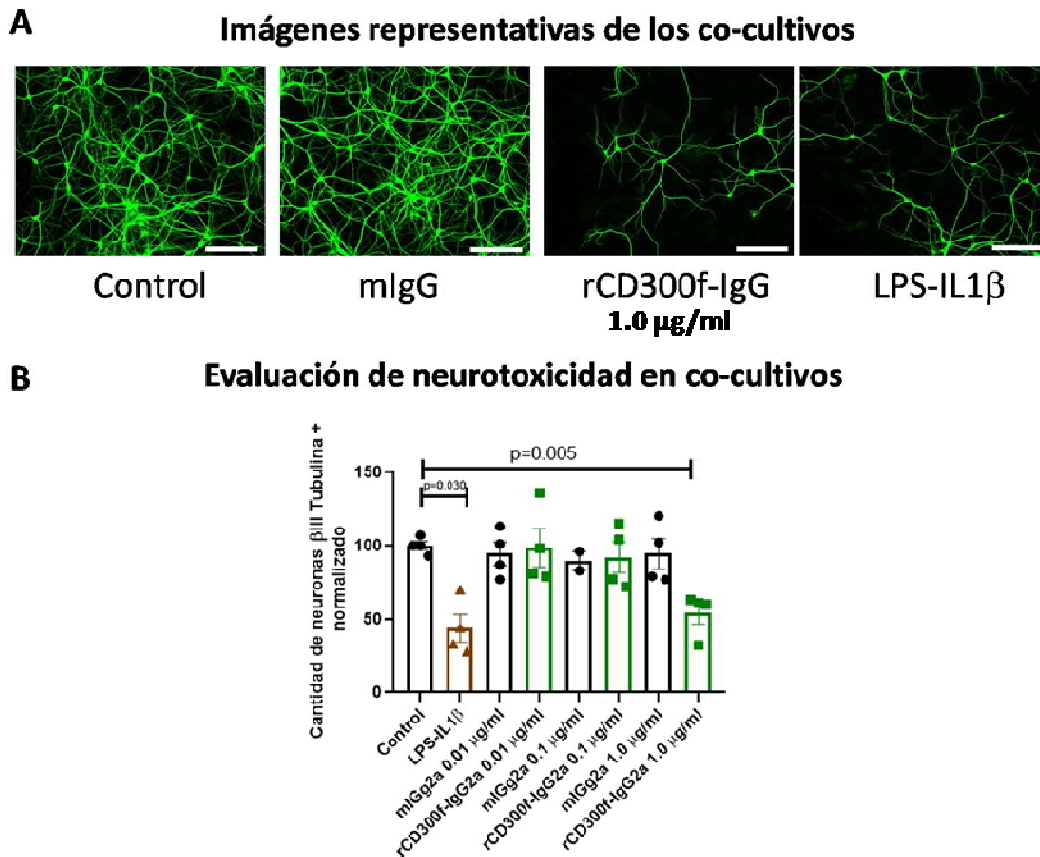 A
Imágenes representativas de los co-cultivos
Control
mIgG
rCD300f-IgG
1.0 µg/ml
LPS-IL1β
B
Evaluación de neurotoxicidad en co-cultivos
Cantidad de neuronas βIII Tubulina +
normalizado
p=0.005
p=0.030
150
100
50
0
Control
LPS-IL1β
mIGg2a 0.01 µg/ml
rCD300f-IgG2a 0.01 µg/ml
mIGg2a 0.1 µg/ml
rCD300f-IgG2a 0.1 µg/ml
mIGg2a 1.0 µg/ml
rCD300f-IgG2a 1.0 µg/ml